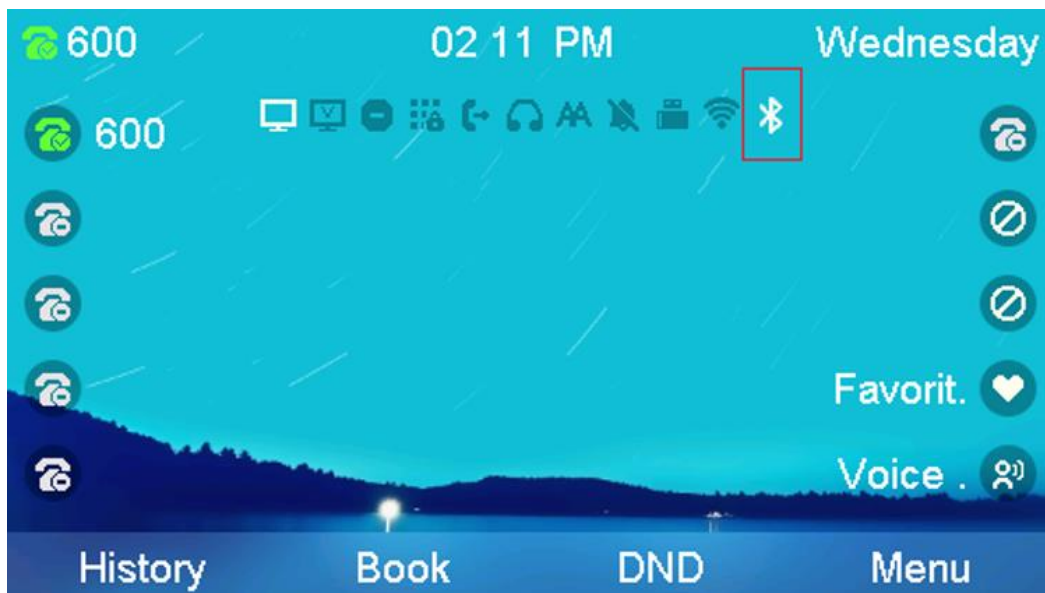 600 02 11 PM Wednesday
600
Favorit.
Voice .
History Book DND Menu